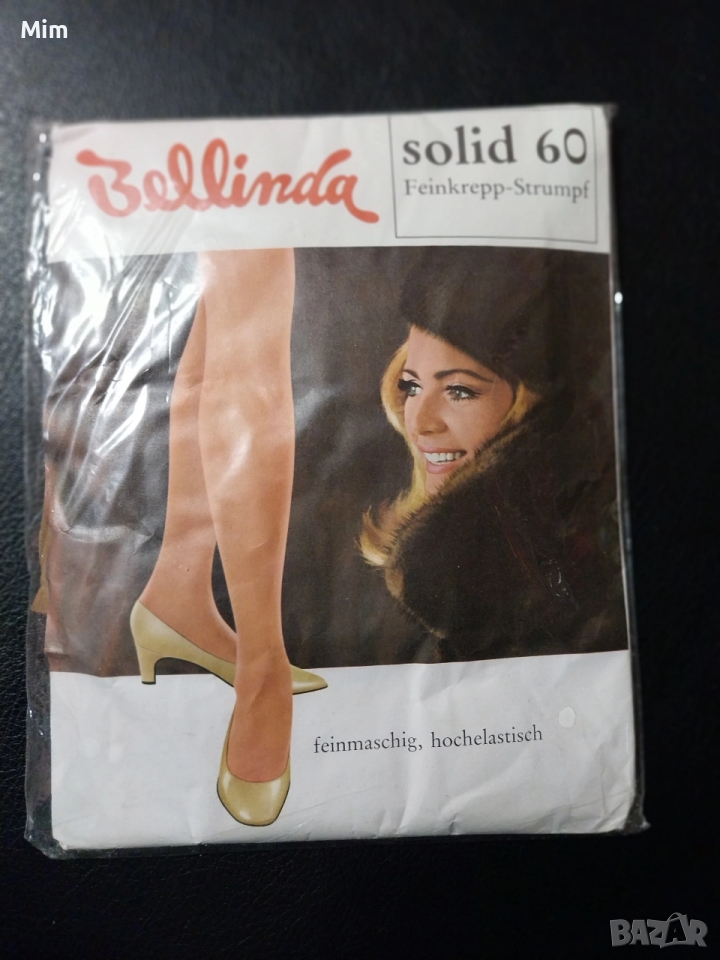 Mim
Bellinda
solid 60
Feinkrepp-Strumpf
feinmaschig, hochelastisch
BAZAR